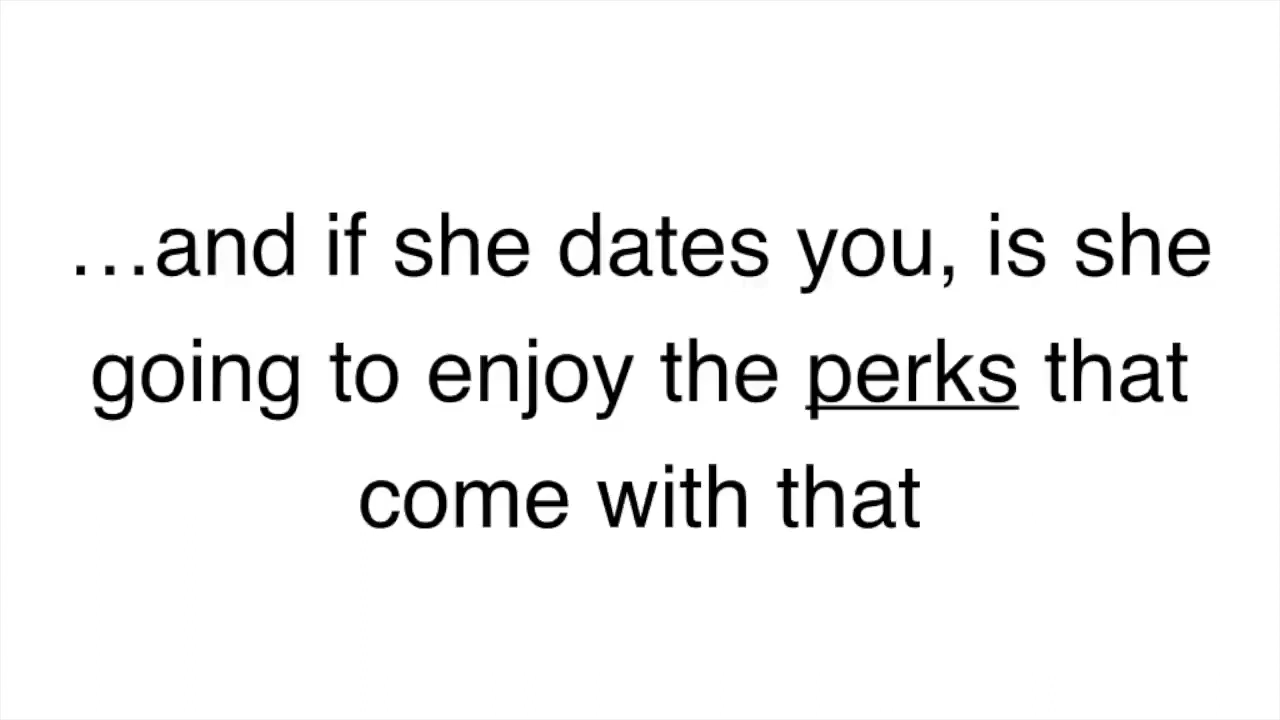 …and if she dates you, is she
going to enjoy the perks that
come with that